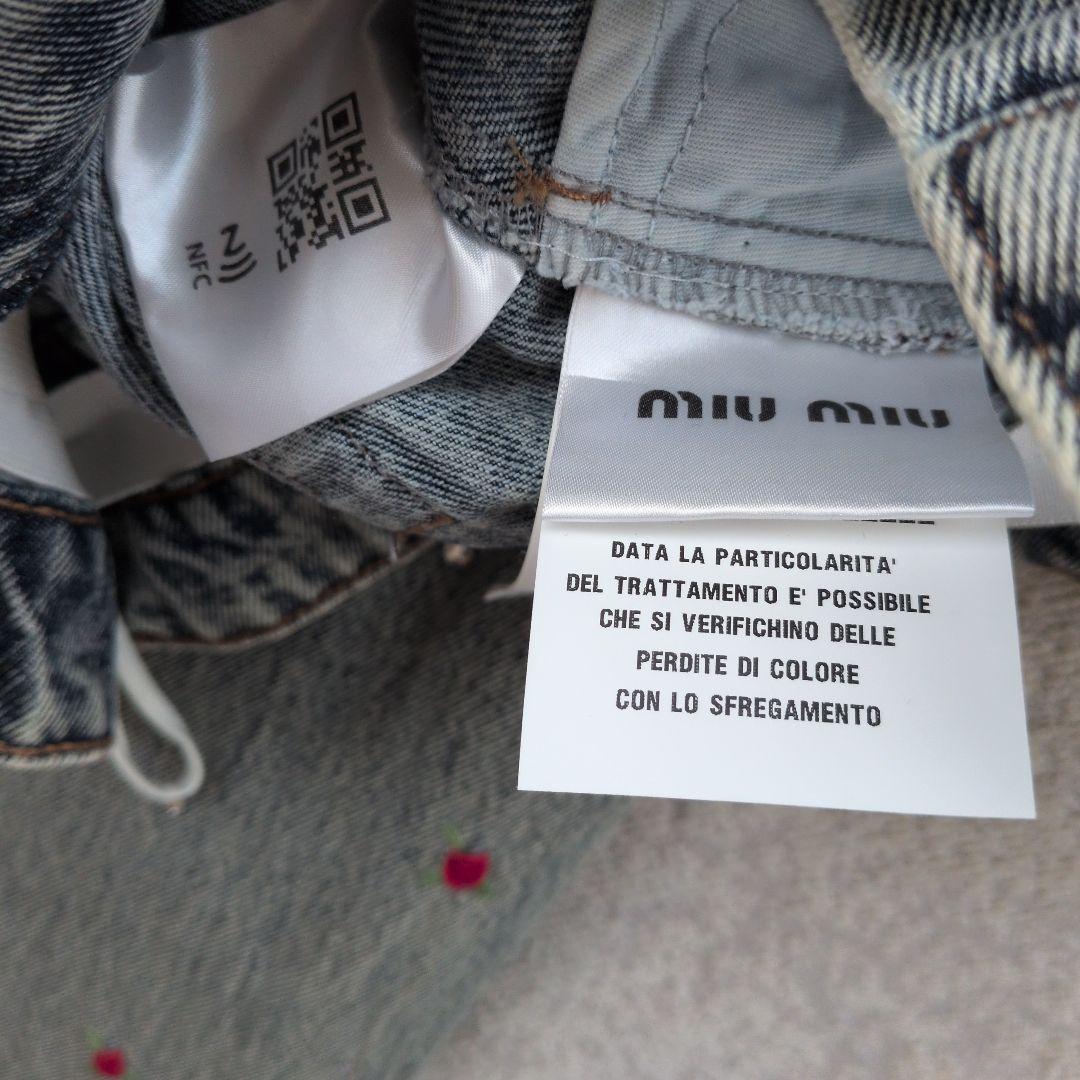 NFC
miu miu
DATA LA PARTICOLARITA'
DEL TRATTAMENTO E' POSSIBILE
CHE SI VERIFICHINO DELLE
PERDITE DI COLORE
CON LO SFREGAMENTO